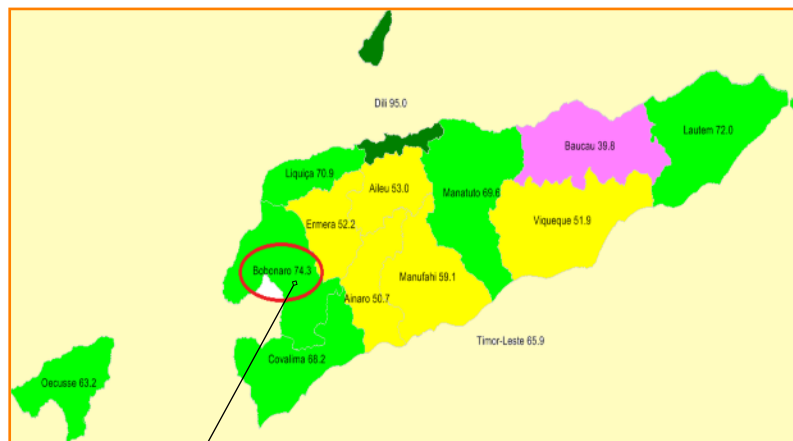 Dili 95.0
Lautem 72.0
Baucau 39.8
Liquiça 70.9
Aileu 53.0
Manatuto 69.6
Viqueque 51.9
Ermera 52.2
Bobonaro 74.3
Manufahi 59.1
Ainaro 50.7
Timor-Leste 65.9
Covalima 68.2
Oecusse 63.2